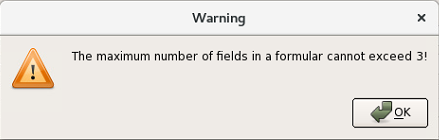 Warning
The maximum number of fields in a formular cannot exceed 3!
OK